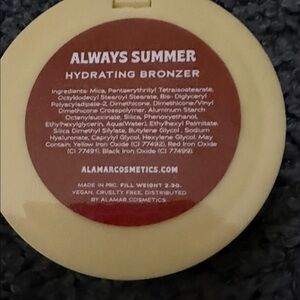 ALWAYS SUMMER
HYDRATING BRONZER
Ingredients: Mica, Pentaerythrityl Tetraisostearate,
Octyldodecyl Stearoyl Stearate, Bis- Diglyceryl
Polyacyladipate-2, Dimethicone, Dimethicone/Vinyl
Dimethicone Crosspolymer, Aluminum Starch
Octenylsuccinate, Silica, Phenoxyethanol,
Ethylhexylglycerin, Aqua(Water), Ethylhexyl Palmitate,
Silica Dimethyl Silylate, Butylene Glycol , Sodium
Hyaluronate, Caprylyl Glycol, Hexylene Glycol. May
Contain: Yellow Iron Oxide (CI 77492), Red Iron Oxide
(CI 77491), Black Iron Oxide (CI 77499).
ALAMARCOSMETICS.COM
MADE IN PRC. FILL WEIGHT 2.3G.
VEGAN, CRUELTY FREE, DISTRIBUTED
BY ALAMAR COSMETICS